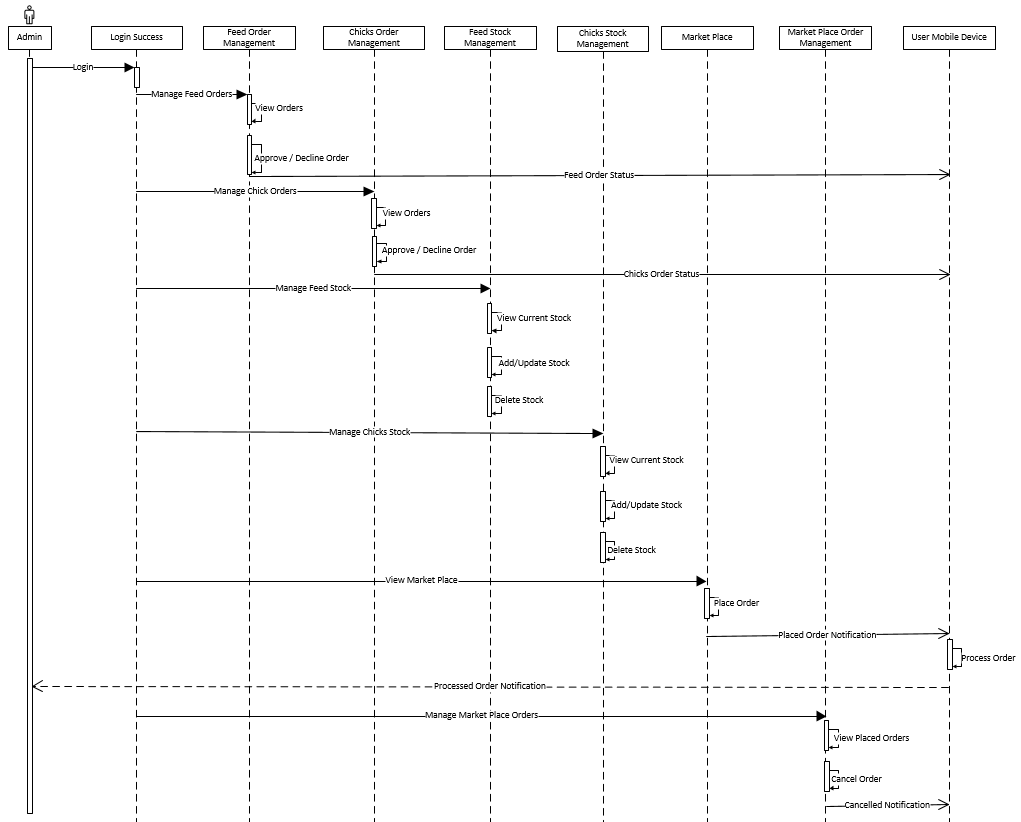 Admin
Login Success
Feed Order
Management
Chicks Order
Management
Feed Stock
Management
Chicks Stock
Management
Market Place
Market Place Order
Management
User Mobile Device
Login
Manage Feed Orders
View Orders
Approve / Decline Order
Feed Order Status
Manage Chick Orders
View Orders
Approve / Decline Order
Chicks Order Status
Manage Feed Stock
View Current Stock
Add/Update Stock
Delete Stock
Manage Chicks Stock
View Current Stock
Add/Update Stock
Delete Stock
View Market Place
Place Order
Placed Order Notification
Process Order
Processed Order Notification
Manage Market Place Orders
View Placed Orders
Cancel Order
Cancelled Notification